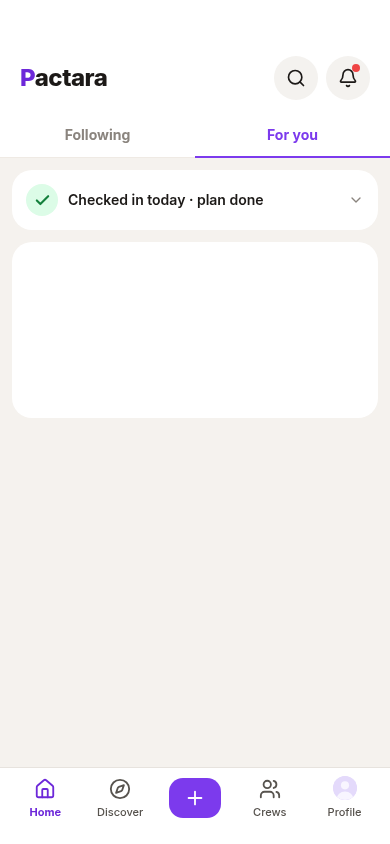 Pactara
Following
For you
Checked in today · plan done
Home
Discover
Crews
Profile